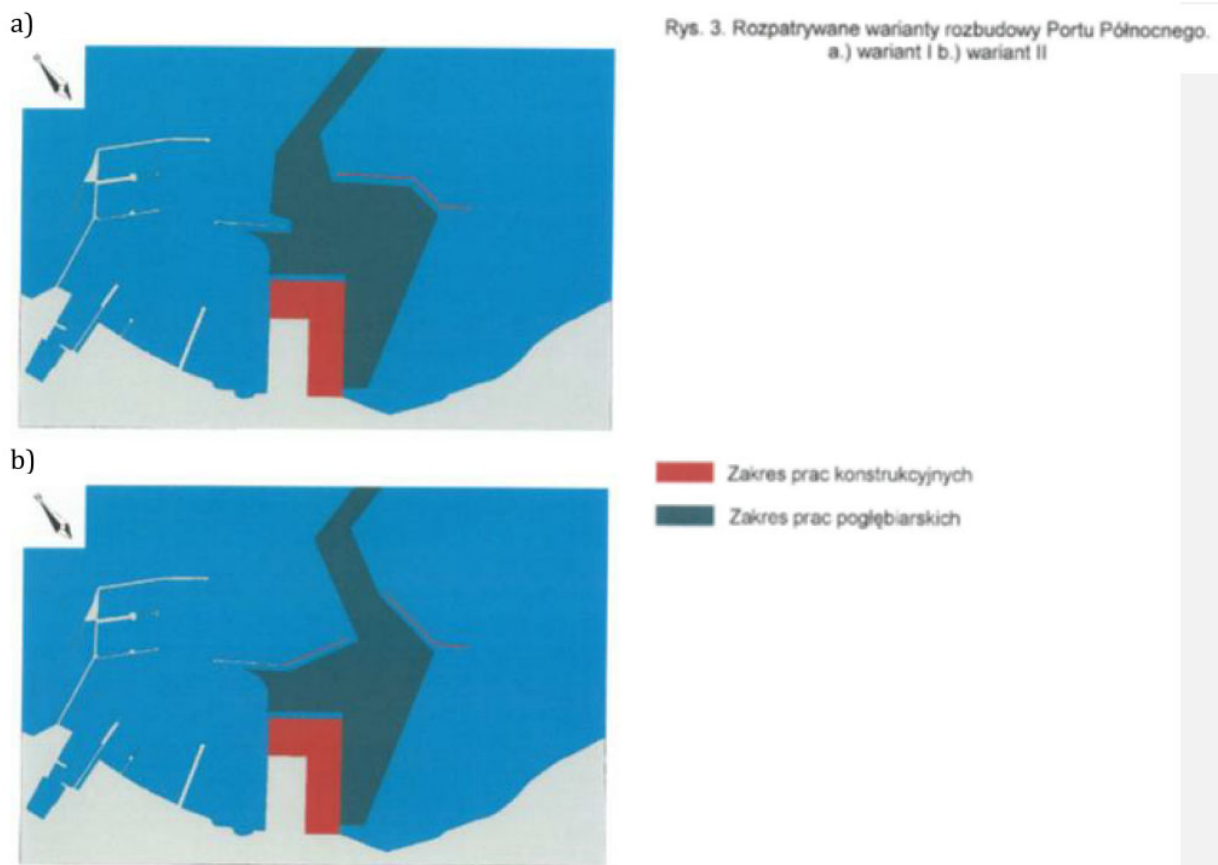 a)
Rys. 3. Rozpatrywane warianty rozbudowy Portu Północnego.
a.) wariant I b.) wariant II
b)
Zakres prac konstrukcyjnych
Zakres prac pogłębiarskich